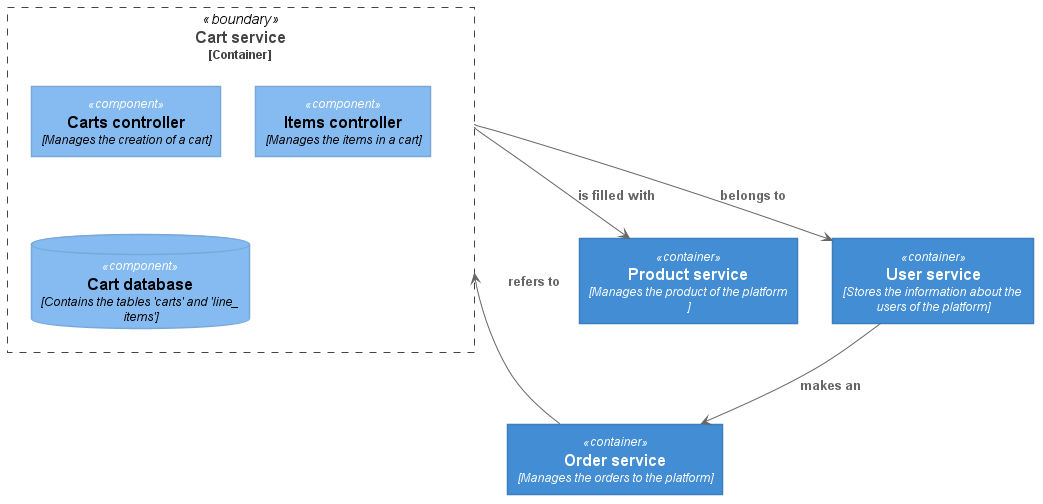 «boundary»
Cart service
[Container]
«component»
Carts controller
[Manages the creation of a cart]
«component»
Items controller
[Manages the items in a cart]
is filled with
belongs to
«component»
Cart database
[Contains the tables 'carts' and 'line_
items']
refers to
«container»
Product service
[Manages the product of the platform
]
«container»
User service
[Stores the information about the
users of the platform]
makes an
«container»
Order service
[Manages the orders to the platform]